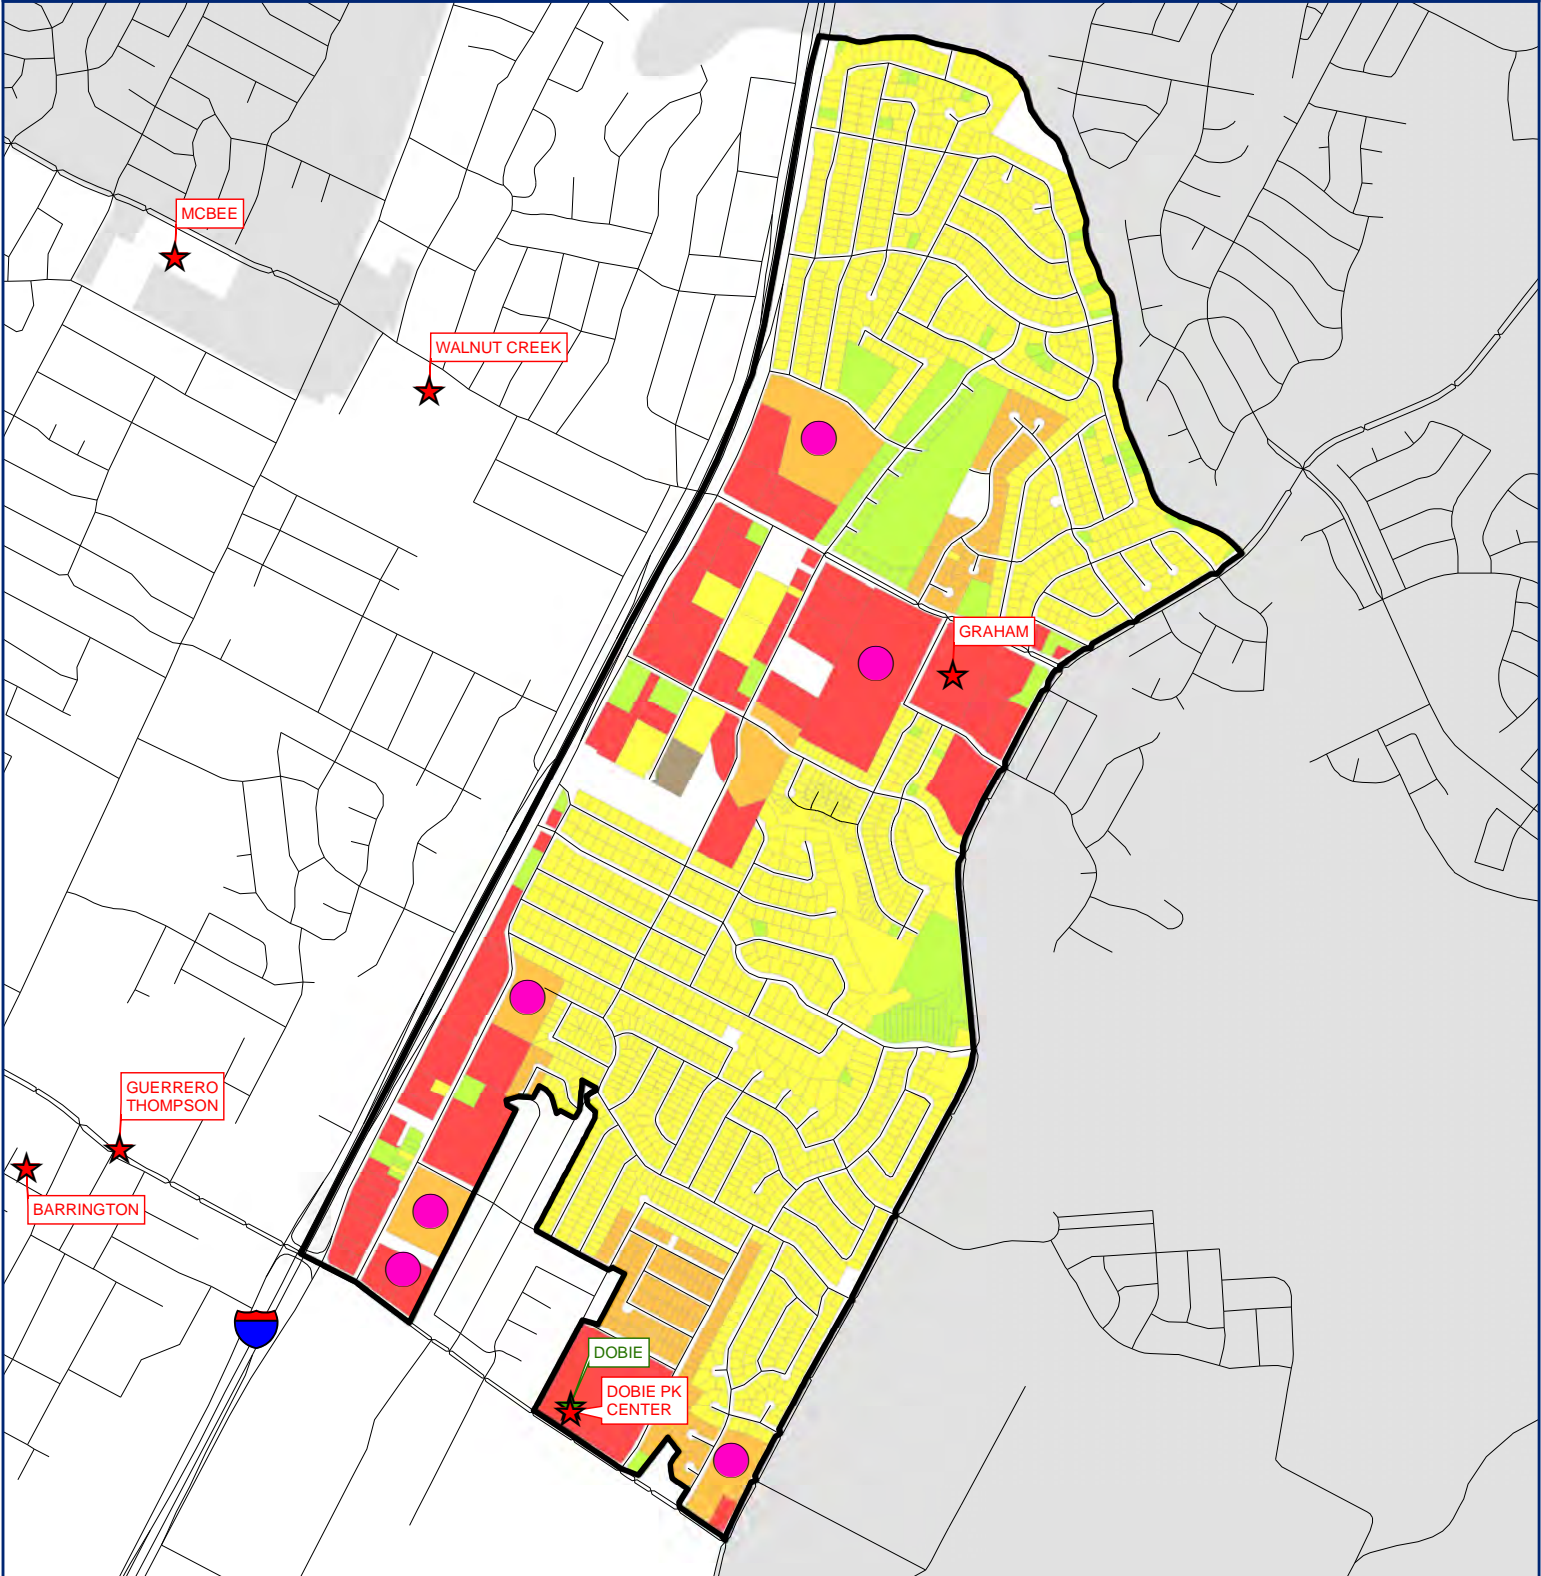 MCBEE
WALNUT CREEK
GRAHAM
GUERRERO
THOMPSON
BARRINGTON
DOBIE
DOBIE PK
CENTER